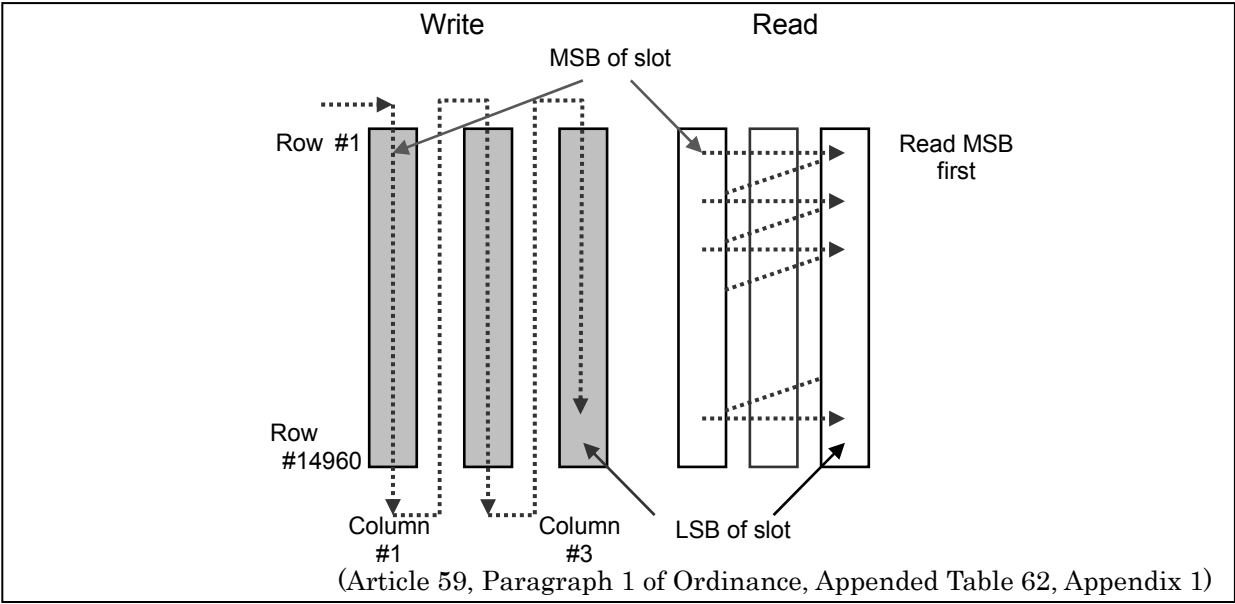 Write
Read
MSB of slot
Row #1
Read MSB
first
Row
#14960
Column
#1
Column
#3
LSB of slot
(Article 59, Paragraph 1 of Ordinance, Appended Table 62, Appendix 1)